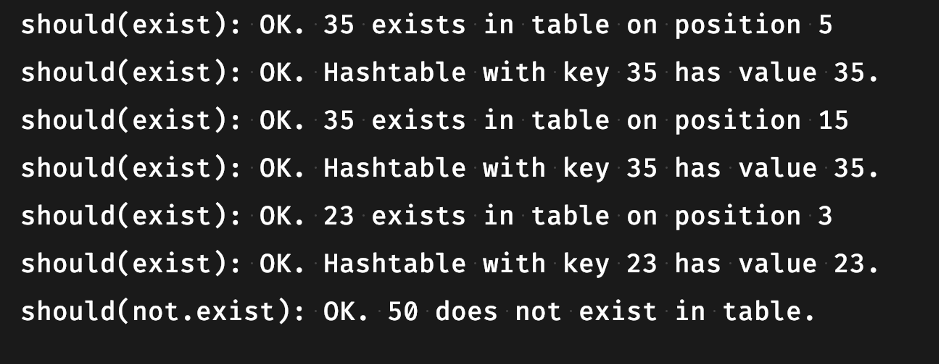 should(exist): OK. 35 exists in table on position 5
should(exist): OK. Hashtable with key 35 has value 35.
should(exist): OK. 35 exists in table on position 15
should(exist): OK. Hashtable with key 35 has value 35.
should(exist): OK. 23 exists in table on position 3
should(exist): OK. Hashtable with key 23 has value 23.
should(not.exist): OK. 50 does not exist in table.